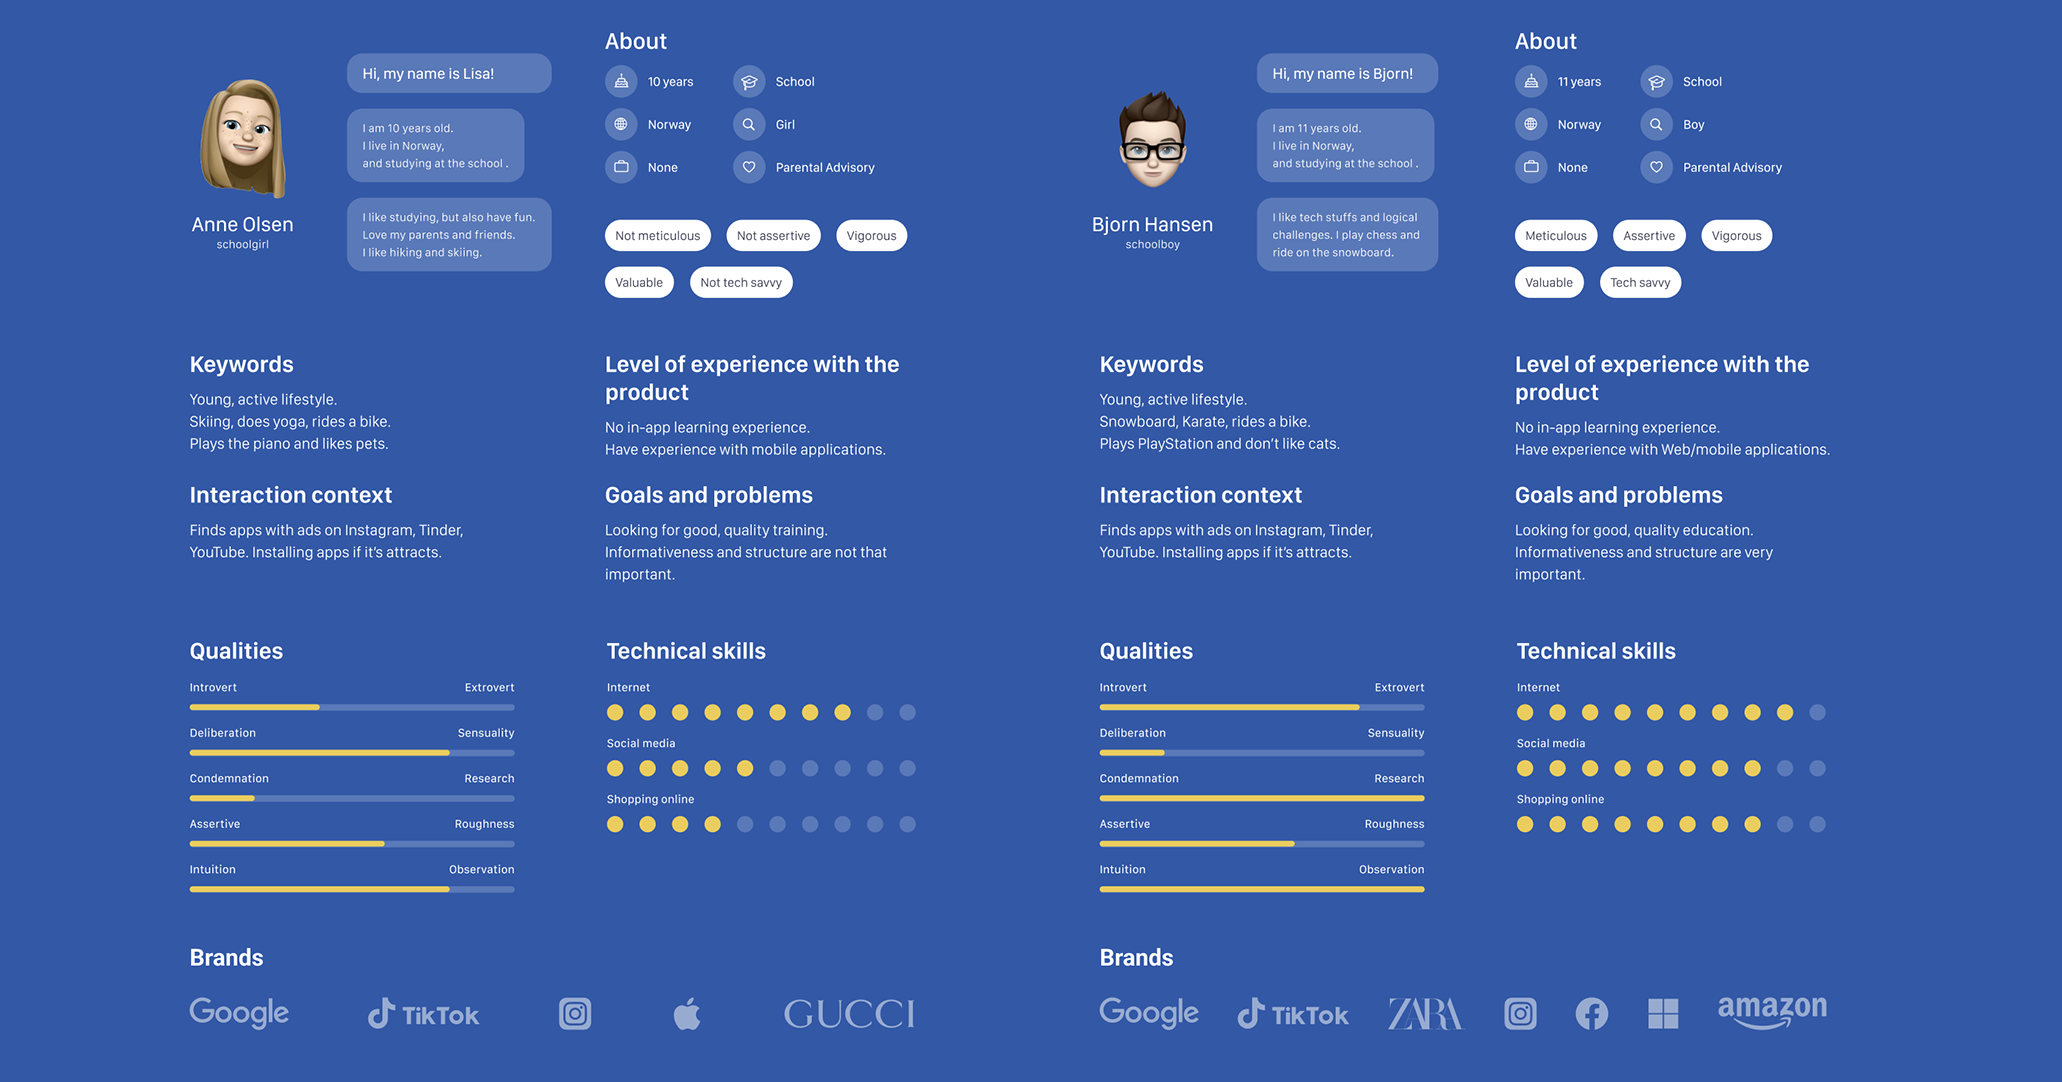 Anne Olsen
schoolgirl
Hi, my name is Lisa!
I am 10 years old.
I live in Norway,
and studying at the school .
I like studying, but also have fun.
Love my parents and friends.
I like hiking and skiing.
About
10 years
School
Norway
Girl
None
Parental Advisory
Not meticulous
Not assertive
Vigorous
Valuable
Not tech savvy
Keywords
Young, active lifestyle.
Skiing, does yoga, rides a bike.
Plays the piano and likes pets.
Level of experience with the
product
No in-app learning experience.
Have experience with mobile applications.
Interaction context
Finds apps with ads on Instagram, Tinder,
YouTube. Installing apps if it's attracts.
Goals and problems
Looking for good, quality training.
Informativeness and structure are not that
important.
Qualities
Introvert
Extrovert
Deliberation
Sensuality
Condemnation
Research
Assertive
Roughness
Intuition
Observation
Technical skills
Internet
Social media
Shopping online
Brands
Google
TikTok
GUCCI
Bjorn Hansen
schoolboy
Hi, my name is Bjorn!
I am 11 years old.
I live in Norway,
and studying at the school .
I like tech stuffs and logical
challenges. I play chess and
ride on the snowboard.
About
11 years
School
Norway
Boy
None
Parental Advisory
Meticulous
Assertive
Vigorous
Valuable
Tech savvy
Keywords
Young, active lifestyle.
Snowboard, Karate, rides a bike.
Plays PlayStation and don't like cats.
Level of experience with the
product
No in-app learning experience.
Have experience with Web/mobile applications.
Interaction context
Finds apps with ads on Instagram, Tinder,
YouTube. Installing apps if it's attracts.
Goals and problems
Looking for good, quality education.
Informativeness and structure are very
important.
Qualities
Introvert
Extrovert
Deliberation
Sensuality
Condemnation
Research
Assertive
Roughness
Intuition
Observation
Technical skills
Internet
Social media
Shopping online
Brands
Google
TikTok
ZARA
amazon